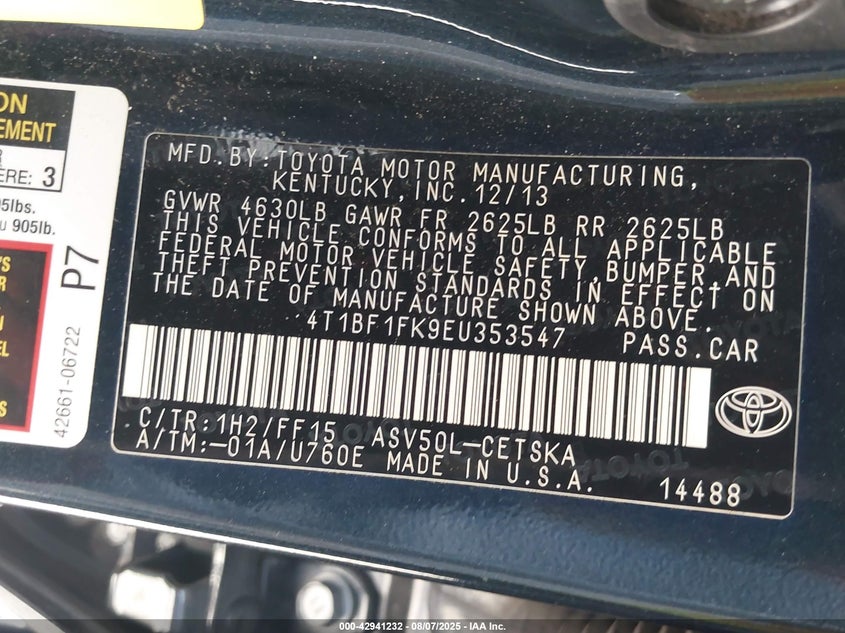 ON
EMENT
ERE: 3
5lbs.
905lb.
'S
R
N
EL
S
P7
42661-06722
MFD.BY TOYOTA MOTOR MANUFACTURING,
KENTUCKY,INC.12/13
GVWR 4630LB GAWR FR 2625LB RR 2625LB
THIS VEHICLE CONFORMS TO ALL APPLICABLE
FEDERAL MOTOR VEHICLE SAFETY,BUMPER,AND
THEFT PREVENTION STANDARDS IN EFFECT ON
THE DATE OF MANUFACTURE SHOWN ABOVE.
4T1BF1FK9EU353547 PASS.CAR
C/TR:1H2/FF15 ASV50L-CETSKA
A/TM:-01A/U760E MADE IN U.S.A.
14488
000-42941232 - 08/07/2025 - © IAA, Inc.